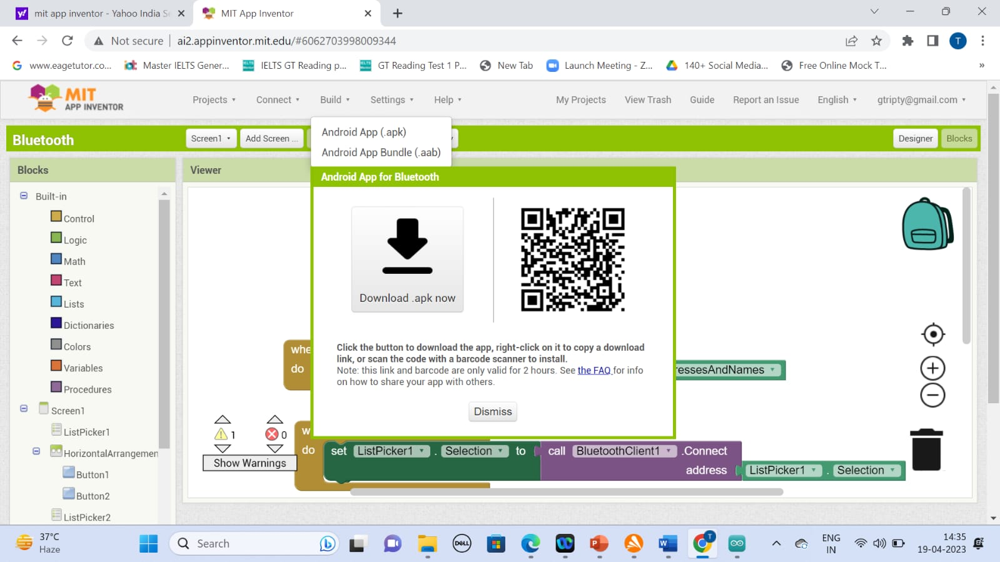 mit app inventor - Yahoo India Se
MIT App Inventor
Not secure
ai2.appinventor.mit.edu/#6062703998009344
T
www.eagetutor.co...
Master IELTS Gener...
IELTS GT Reading p...
GT Reading Test 1 P...
New Tab
Launch Meeting - Z...
140+ Social Media...
Free Online Mock T...
»
MIT
APP INVENTOR
Projects
Connect
Build
Settings
Help
My Projects
View Trash
Guide
Report an Issue
English
gtripty@gmail.com
Android App (.apk)
Android App Bundle (.aab)
Bluetooth
Screen1
Add Screen ...
Designer
Blocks
Blocks
Viewer
Android App for Bluetooth
Built-in
Control
Logic
Math
Text
Lists
Dictionaries
Colors
Variables
Procedures
Screen1
ListPicker1
HorizontalArrangemen
Button1
Button2
ListPicker2
Download .apk now
Click the button to download the app, right-click on it to copy a download
link, or scan the code with a barcode scanner to install.
Note: this link and barcode are only valid for 2 hours. See the FAQ for info
on how to share your app with others.
Dismiss
whe
do
ressesAndNames
1
0
Show Warnings
w
do
set ListPicker1 . Selection to
call BluetoothClient1 .Connect
address
ListPicker1 . Selection
37°C
Haze
Search
DELL
T
ENG
IN
14:35
19-04-2023